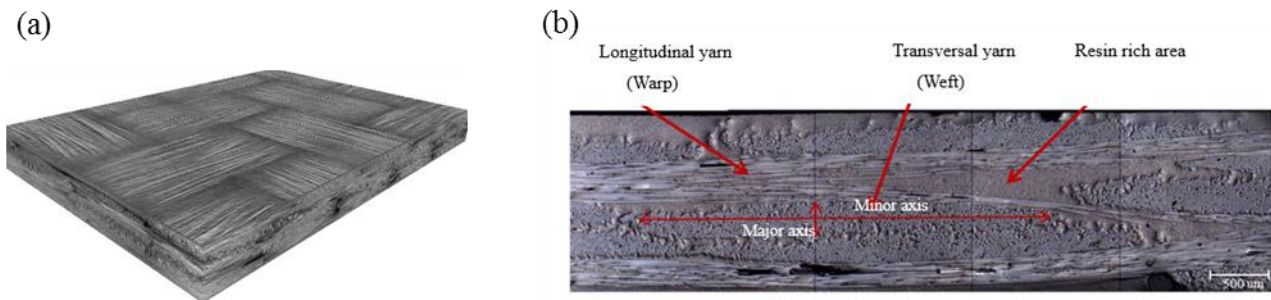 (a)
(b)
Longitudinal yarn
(Warp)
Transversal yarn
(Weft)
Resin rich area
Minor axis
Major axis
500 um